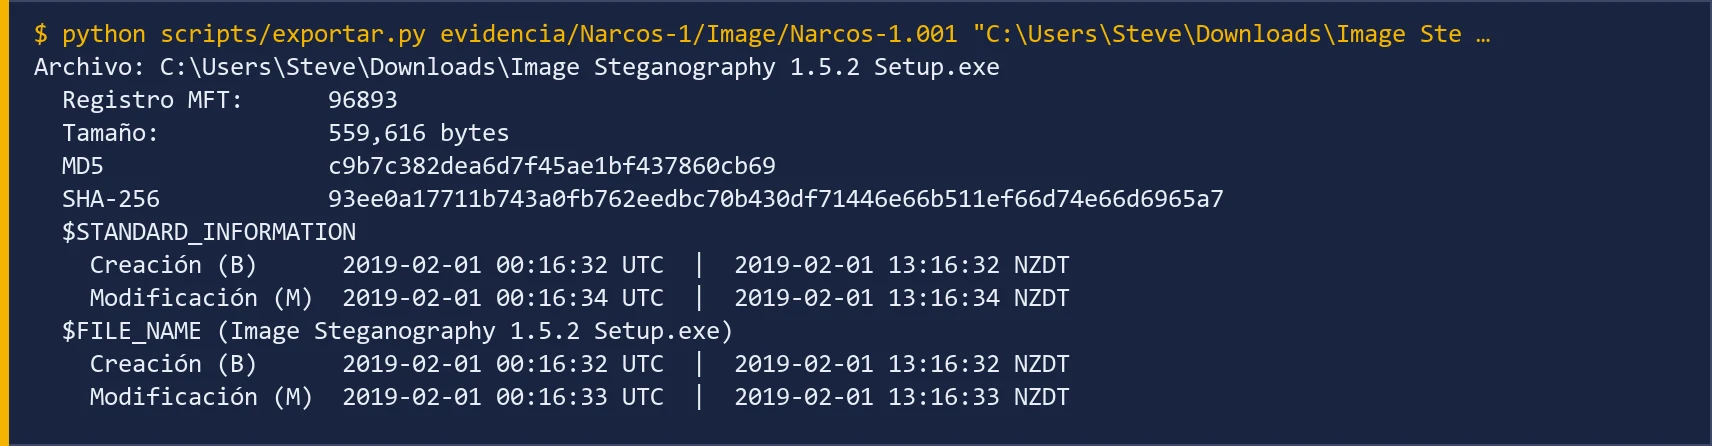 $ python scripts/exportar.py evidencia/Narcos-1/Image/Narcos-1.001 "C:\Users\Steve\Downloads\Image Ste …
Archivo: C:\Users\Steve\Downloads\Image Steganography 1.5.2 Setup.exe
Registro MFT: 96893
Tamaño: 559,616 bytes
MD5 c9b7c382dea6d7f45ae1bf437860cb69
SHA-256 93ee0a17711b743a0fb762eedbc70b430df71446e66b511ef66d74e66d6965a7
$STANDARD_INFORMATION
Creación (B) 2019-02-01 00:16:32 UTC | 2019-02-01 13:16:32 NZDT
Modificación (M) 2019-02-01 00:16:34 UTC | 2019-02-01 13:16:34 NZDT
$FILE_NAME (Image Steganography 1.5.2 Setup.exe)
Creación (B) 2019-02-01 00:16:32 UTC | 2019-02-01 13:16:32 NZDT
Modificación (M) 2019-02-01 00:16:33 UTC | 2019-02-01 13:16:33 NZDT